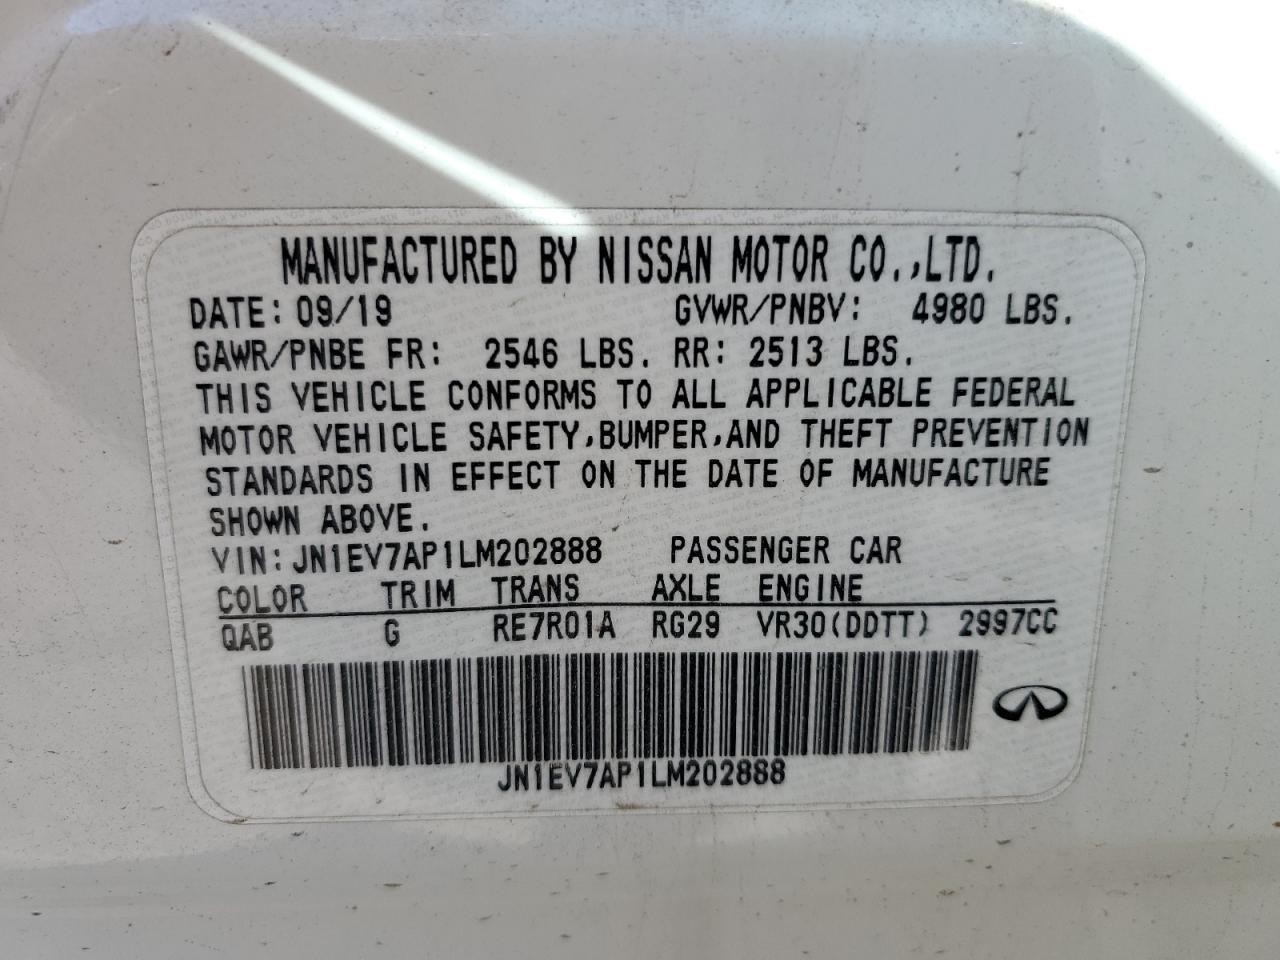 MANUFACTURED BY NISSAN MOTOR CO.,LTD.
DATE: 09/19 GVWR/PNBV: 4980 LBS.
GAWR/PNBE FR: 2546 LBS. RR: 2513 LBS.
THIS VEHICLE CONFORMS TO ALL APPLICABLE FEDERAL
MOTOR VEHICLE SAFETY,BUMPER,AND THEFT PREVENTION
STANDARDS IN EFFECT ON THE DATE OF MANUFACTURE
SHOWN ABOVE.
VIN: JN1EV7AP1LM202888 PASSENGER CAR
COLOR TRIM TRANS AXLE ENGINE
QAB G RE7R01A RG29 VR30(DDTT) 2997CC
JN1EV7AP1LM202888